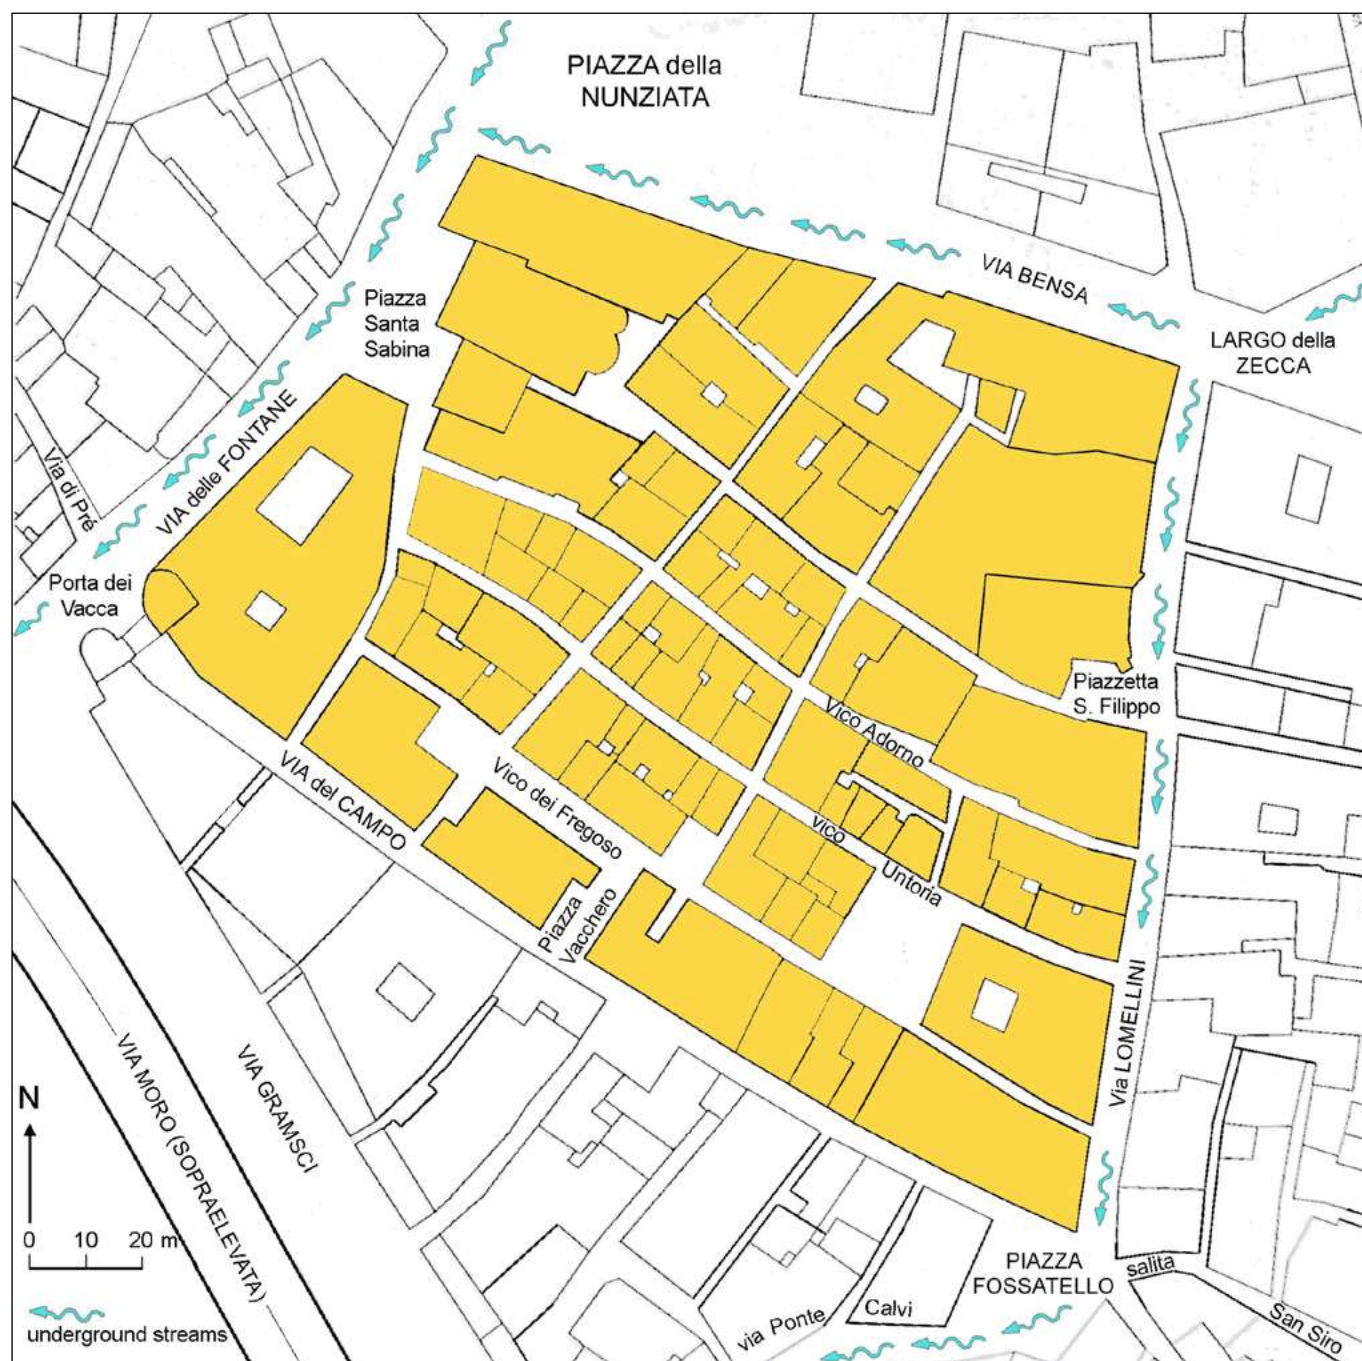 PIAZZA della
NUNZIATA
VIA BENSA
Piazza
Santa
Sabina
LARGO della
ZECCA
VIA delle FONTANE
Via di Pré
Porta dei
Vacca
Piazzetta
S. Filippo
Vico Adorno
VIA del CAMPO
Vico dei Fregoso
vico
Untoria
Piazza
Vacchero
Via LOMELLINI
VIA MORO (SOPRAELEVATA)
VIA GRAMSCI
N
0 10 20 m
underground streams
PIAZZA
FOSSATELLO
salita
San Siro
via Ponte
Calvi